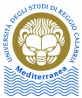 UNIVERSITÀ DEGLI STUDI DI REGGIO CALABRIA
Mediterranea